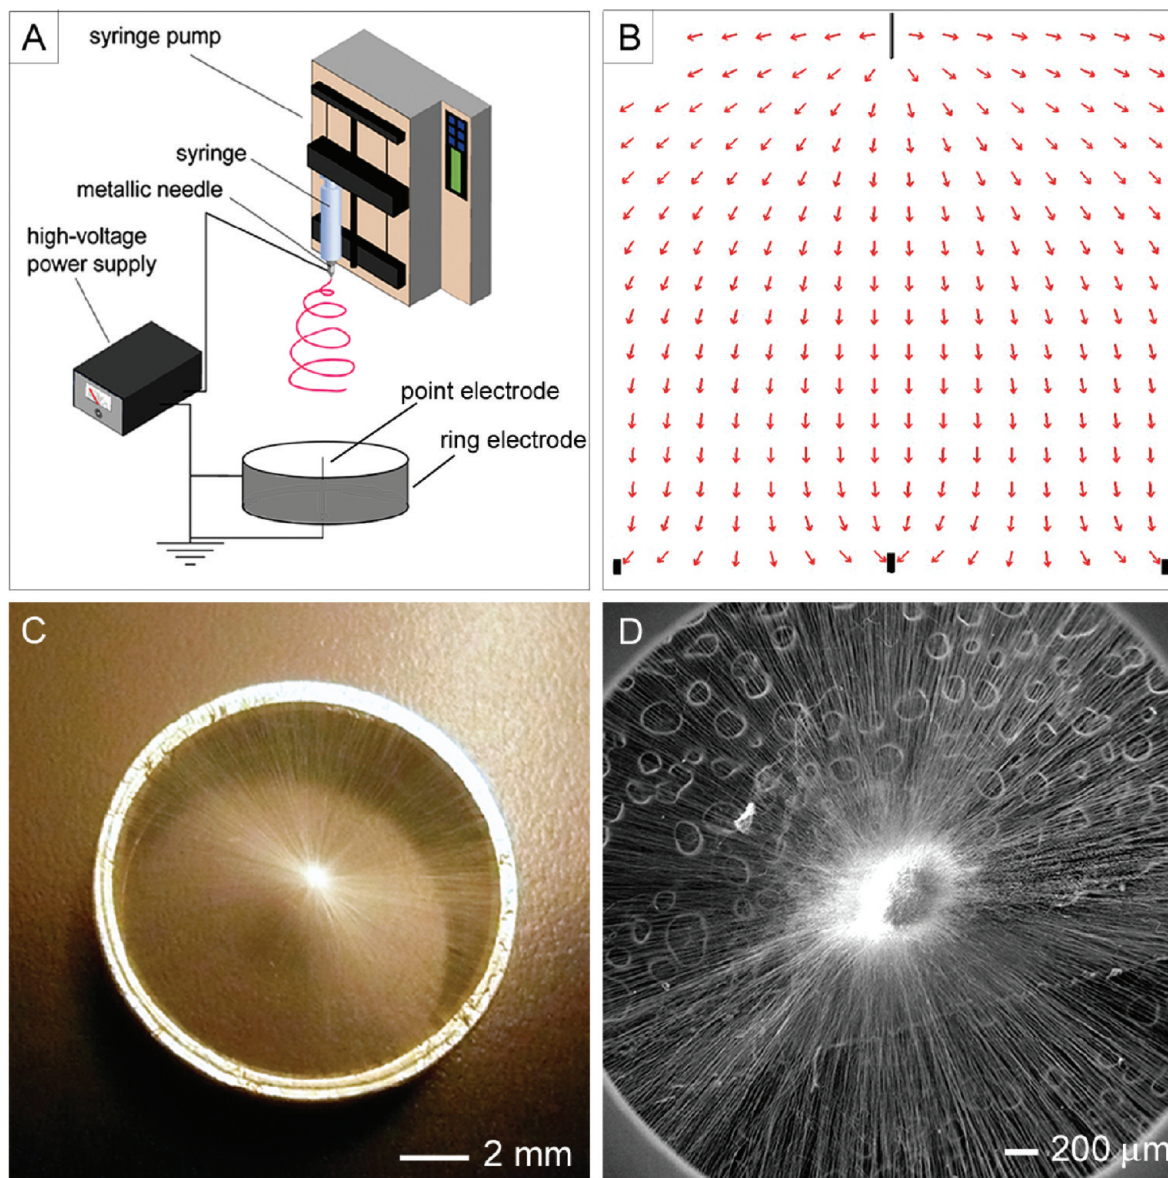 A
syringe pump
syringe
metallic needle
high-voltage
power supply
point electrode
ring electrode
B
C
2 mm
D
200 μm